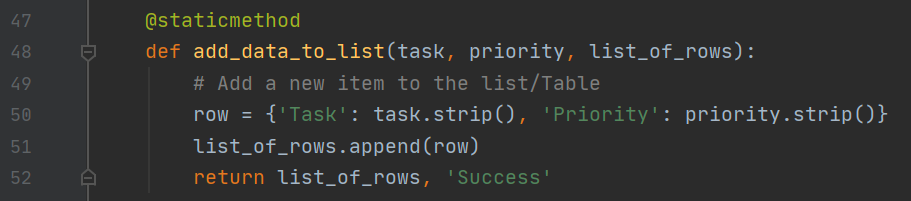 47 @staticmethod
48 def add_data_to_list(task, priority, list_of_rows):
49 # Add a new item to the list/Table
50 row = {'Task': task.strip(), 'Priority': priority.strip()}
51 list_of_rows.append(row)
52 return list_of_rows, 'Success'